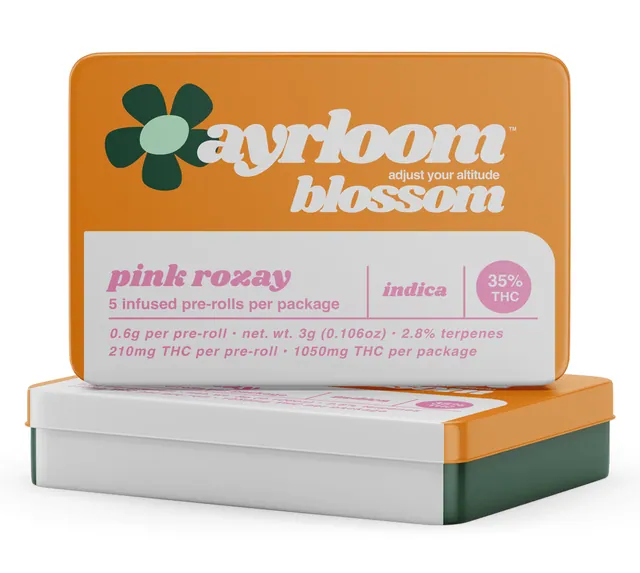 ayrloom™
adjust your altitude
blossom
pink rozay
5 infused pre-rolls per package
indica
35%
THC
0.6g per pre-roll • net. wt. 3g (0.106oz) • 2.8% terpenes
210mg THC per pre-roll • 1050mg THC per package